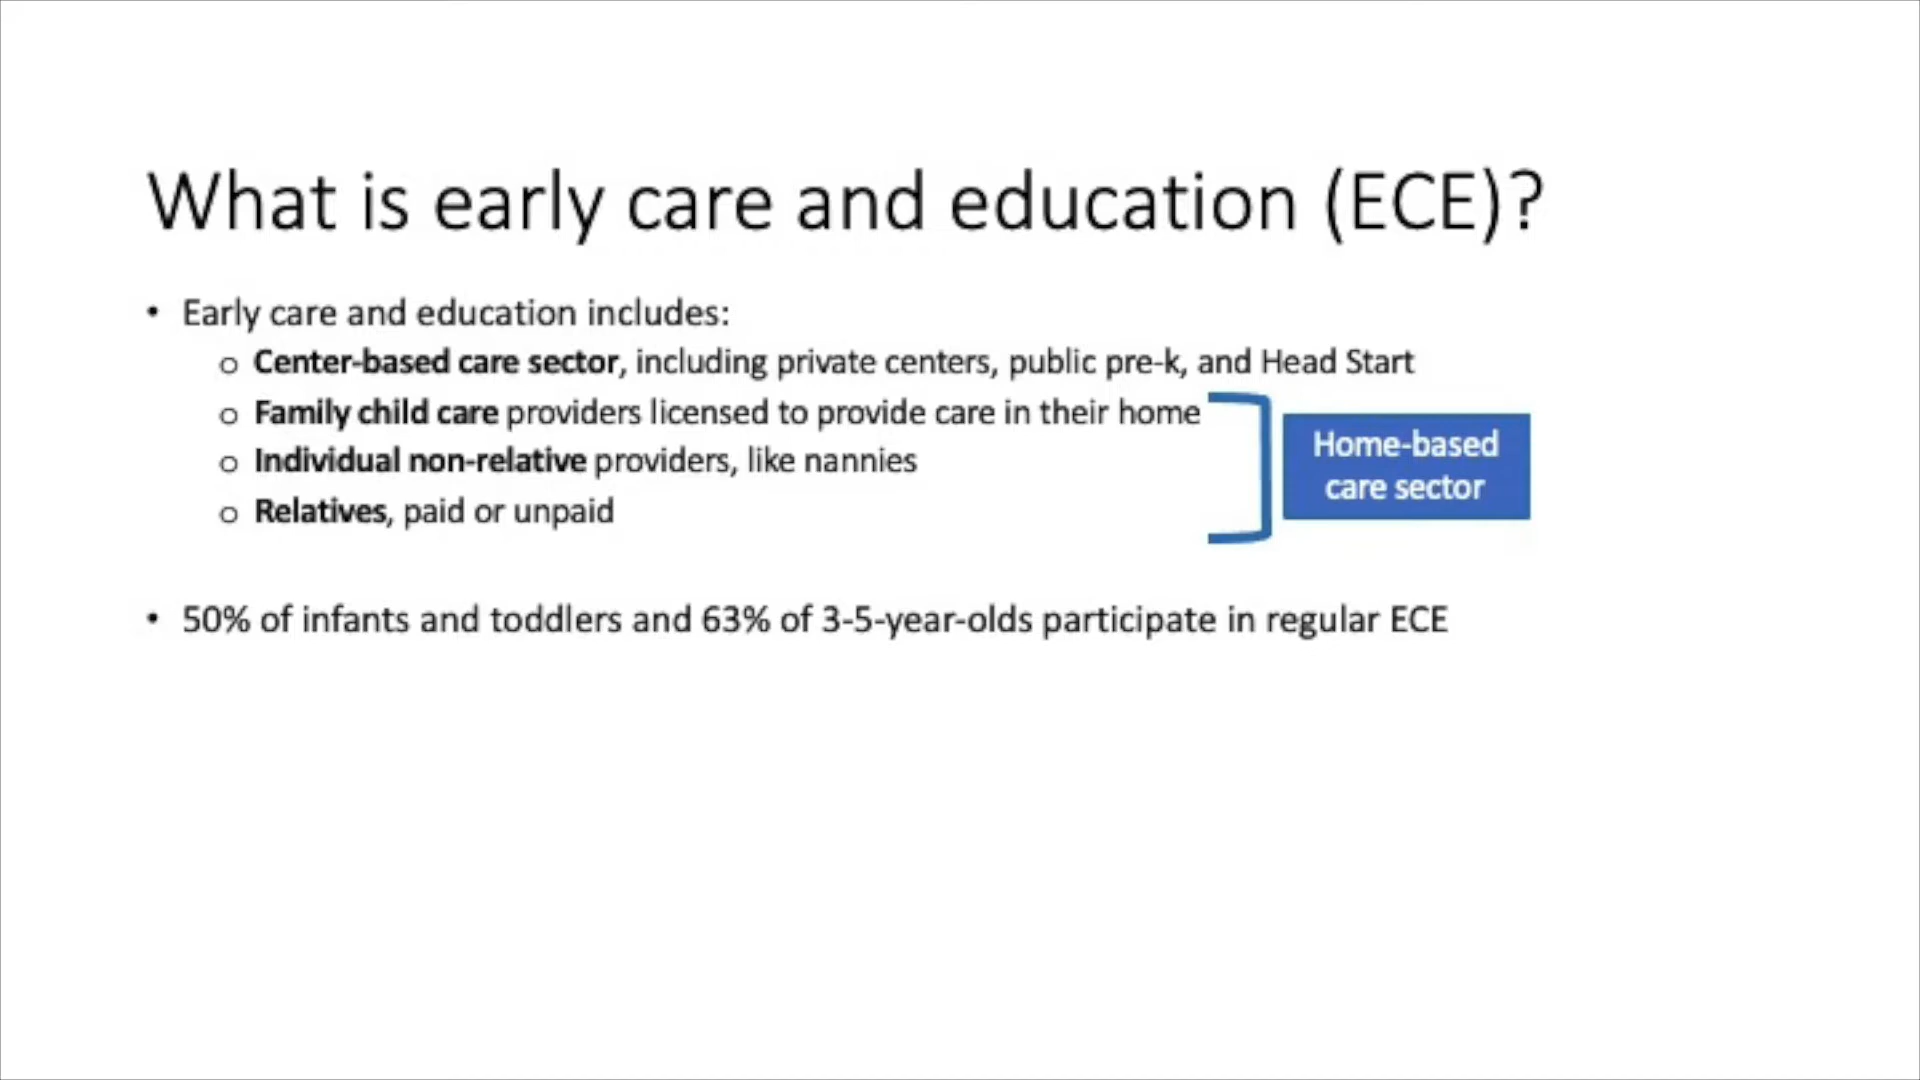 What is early care and education (ECE)?
• Early care and education includes:
o Center-based care sector, including private centers, public pre-k, and Head Start
o Family child care providers licensed to provide care in their home
o Individual non-relative providers, like nannies
o Relatives, paid or unpaid
Home-based
care sector
• 50% of infants and toddlers and 63% of 3-5-year-olds participate in regular ECE